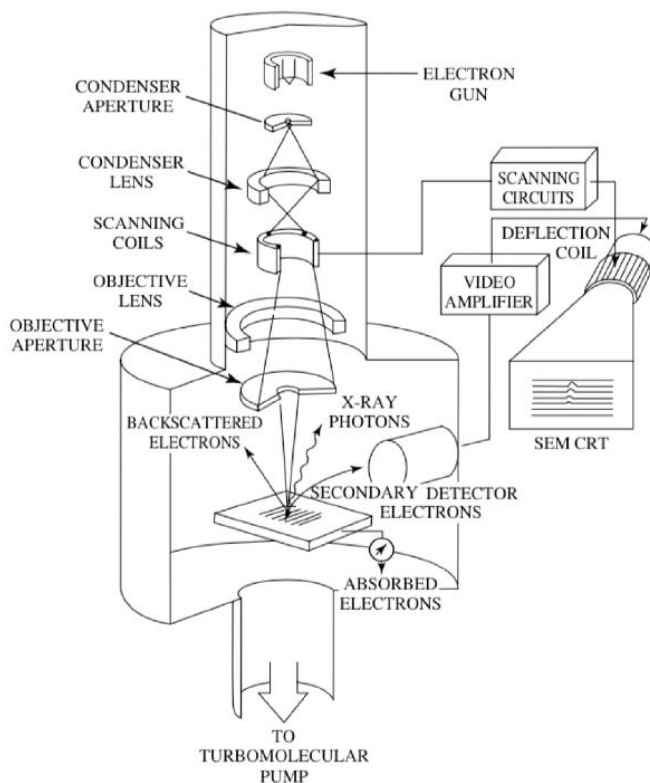 CONDENSER
APERTURE
ELECTRON
GUN
CONDENSER
LENS
SCANNING
CIRCUITS
SCANNING
COILS
DEFLECTION
COIL
VIDEO
AMPLIFIER
OBJECTIVE
LENS
OBJECTIVE
APERTURE
X-RAY
PHOTONS
BACKSCATTERED
ELECTRONS
SEM CRT
SECONDARY DETECTOR
ELECTRONS
ABSORBED
ELECTRONS
TO
TURBOMOLECULAR
PUMP